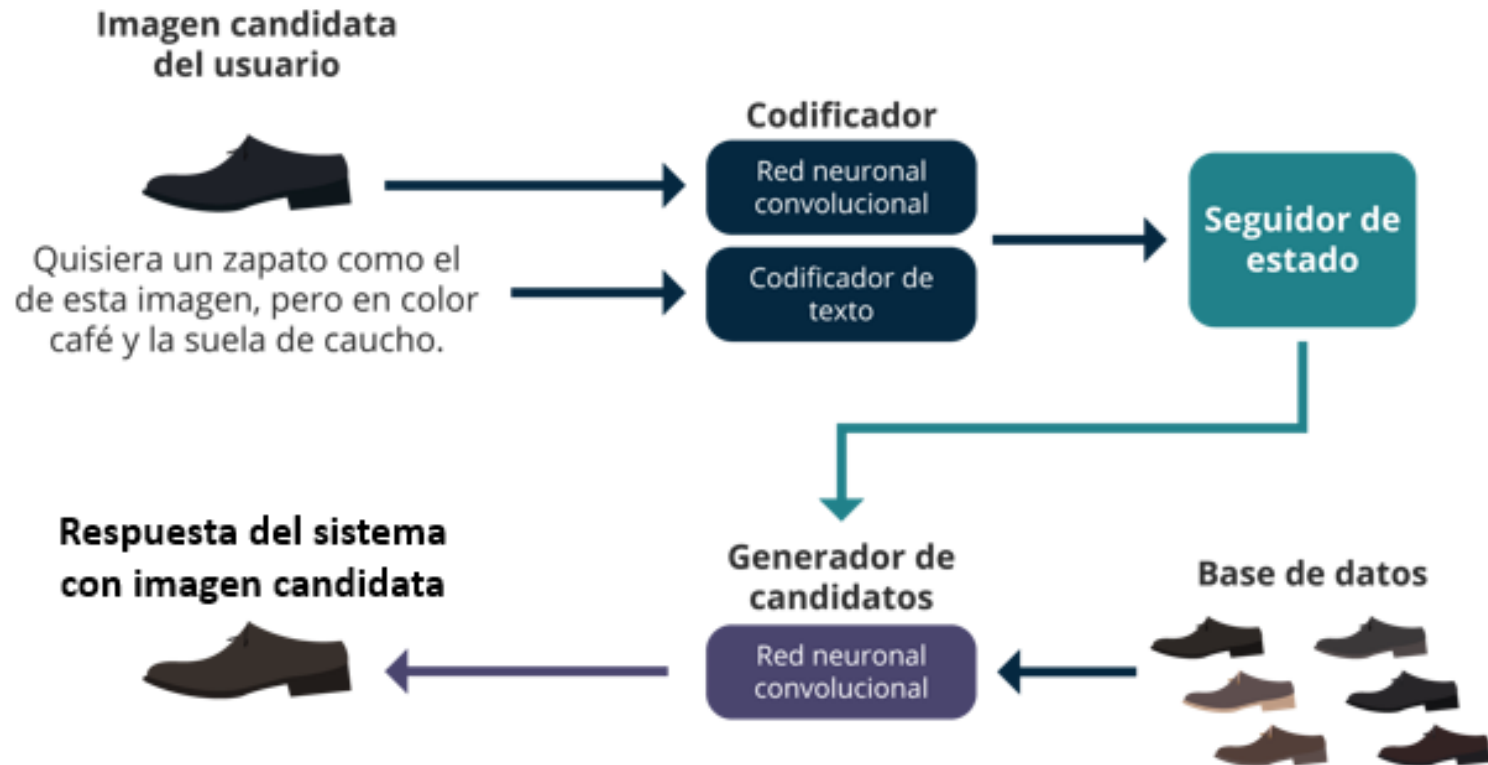 Imagen candidata
del usuario
Quisiera un zapato como el
de esta imagen, pero en color
café y la suela de caucho.
Codificador
Red neuronal
convolucional
Codificador de
texto
Seguidor de
estado
Generador de
candidatos
Red neuronal
convolucional
Base de datos
Respuesta del sistema
con imagen candidata